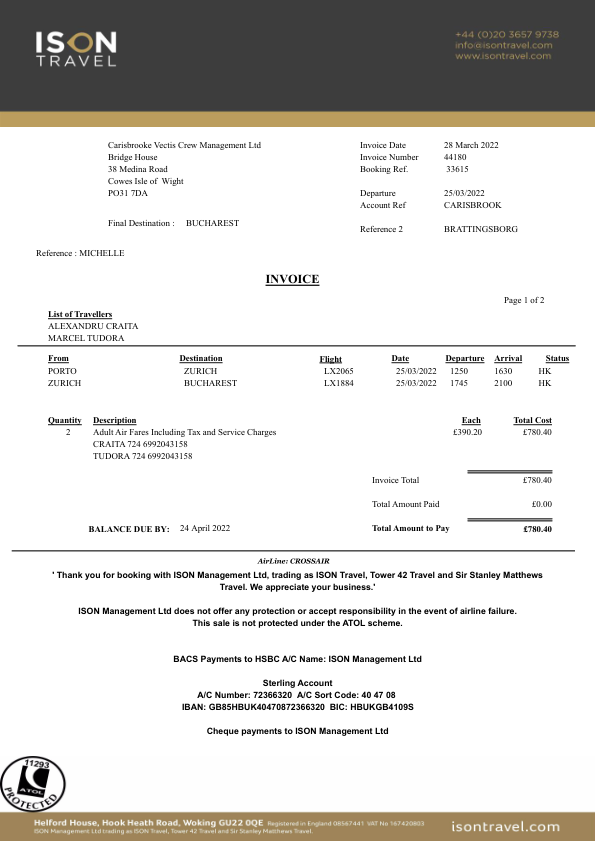 ISON
TRAVEL
+44 (0)20 3657 9738
info@isontravel.com
www.isontravel.com
Carisbrooke Vectis Crew Management Ltd
Bridge House
38 Medina Road
Cowes Isle of Wight
PO31 7DA
Final Destination : BUCHAREST
Invoice Date 28 March 2022
Invoice Number 44180
Booking Ref. 33615
Departure 25/03/2022
Account Ref CARISBROOK
Reference 2 BRATTINGSBORG
Reference : MICHELLE
INVOICE
Page 1 of 2
List of Travellers
ALEXANDRU CRAITA
MARCEL TUDORA
From Destination Flight Date Departure Arrival Status
PORTO ZURICH LX2065 25/03/2022 1250 1630 HK
ZURICH BUCHAREST LX1884 25/03/2022 1745 2100 HK
Quantity Description Each Total Cost
2 Adult Air Fares Including Tax and Service Charges £390.20 £780.40
CRAITA 724 6992043158
TUDORA 724 6992043158
Invoice Total £780.40
Total Amount Paid £0.00
BALANCE DUE BY: 24 April 2022 Total Amount to Pay £780.40
AirLine: CROSSAIR
' Thank you for booking with ISON Management Ltd, trading as ISON Travel, Tower 42 Travel and Sir Stanley Matthews
Travel. We appreciate your business.'
ISON Management Ltd does not offer any protection or accept responsibility in the event of airline failure.
This sale is not protected under the ATOL scheme.
BACS Payments to HSBC A/C Name: ISON Management Ltd
Sterling Account
A/C Number: 72366320 A/C Sort Code: 40 47 08
IBAN: GB85HBUK40470872366320 BIC: HBUKGB4109S
Cheque payments to ISON Management Ltd
11293
ATOL
PROTECTED
Helford House, Hook Heath Road, Woking GU22 0QE Registered in England 08567441 VAT No 167420803
ISON Management Ltd trading as ISON Travel, Tower 42 Travel and Sir Stanley Matthews Travel.
isontravel.com